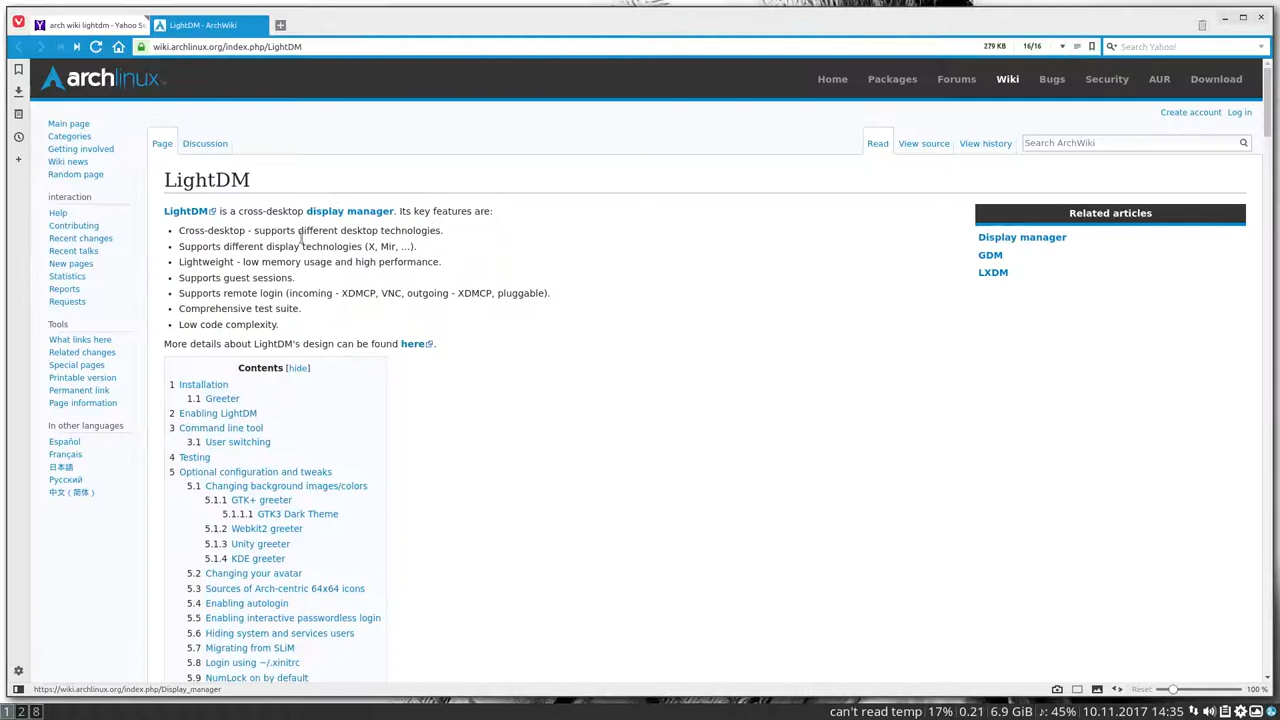 arch wiki lightdm - Yahoo S
LightDM - ArchWiki
wiki.archlinux.org/index.php/LightDM
279 KB
16/16
Search Yahoo!
archlinux
Home
Packages
Forums
Wiki
Bugs
Security
AUR
Download
Create account
Log in
Main page
Categories
Getting involved
Wiki news
Random page
interaction
Help
Contributing
Recent changes
Recent talks
New pages
Statistics
Reports
Requests
Tools
What links here
Related changes
Special pages
Printable version
Permanent link
Page information
In other languages
Español
Français
日本語
Русский
中文（简体）
Page
Discussion
Read
View source
View history
Search ArchWiki
LightDM
LightDM is a cross-desktop display manager. Its key features are:
• Cross-desktop - supports different desktop technologies.
• Supports different display technologies (X, Mir, ...).
• Lightweight - low memory usage and high performance.
• Supports guest sessions.
• Supports remote login (incoming - XDMCP, VNC, outgoing - XDMCP, pluggable).
• Comprehensive test suite.
• Low code complexity.
More details about LightDM's design can be found here.
Related articles
Display manager
GDM
LXDM
Contents [hide]
1 Installation
1.1 Greeter
2 Enabling LightDM
3 Command line tool
3.1 User switching
4 Testing
5 Optional configuration and tweaks
5.1 Changing background images/colors
5.1.1 GTK+ greeter
5.1.1.1 GTK3 Dark Theme
5.1.2 Webkit2 greeter
5.1.3 Unity greeter
5.1.4 KDE greeter
5.2 Changing your avatar
5.3 Sources of Arch-centric 64x64 icons
5.4 Enabling autologin
5.5 Enabling interactive passwordless login
5.6 Hiding system and services users
5.7 Migrating from SLiM
5.8 Login using ~/.xinitrc
5.9 NumLock on by default
https://wiki.archlinux.org/index.php/Display_manager
Reset
100 %
1 2 8
can't read temp
17%
0.21
6.9 GiB
♪: 45%
10.11.2017 14:35